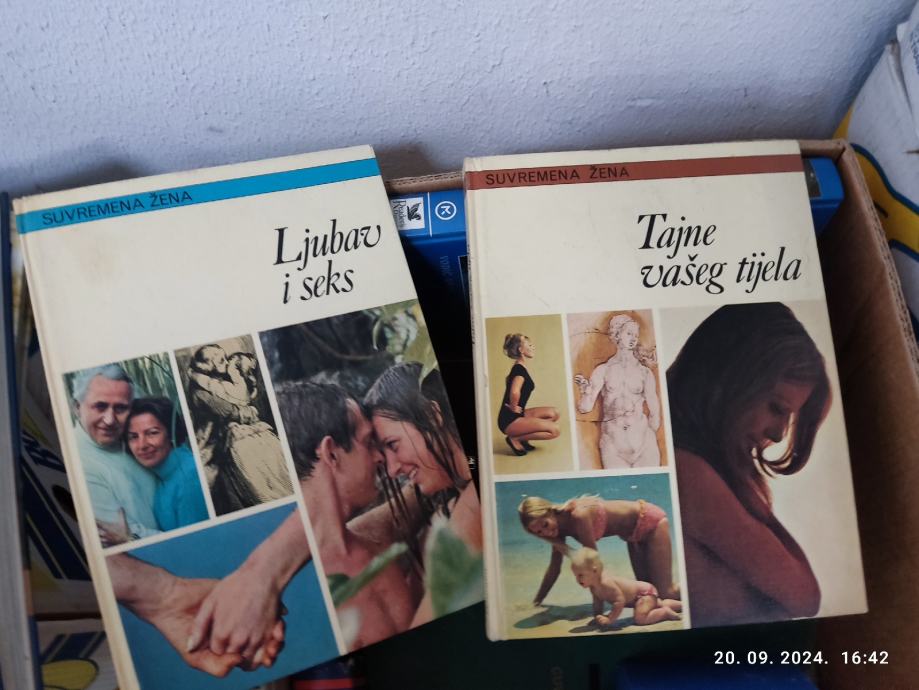 SUVREMENA ŽENA
Ljubav
i seks
SUVREMENA ŽENA
Tajne
vašeg tijela
20. 09. 2024. 16:42